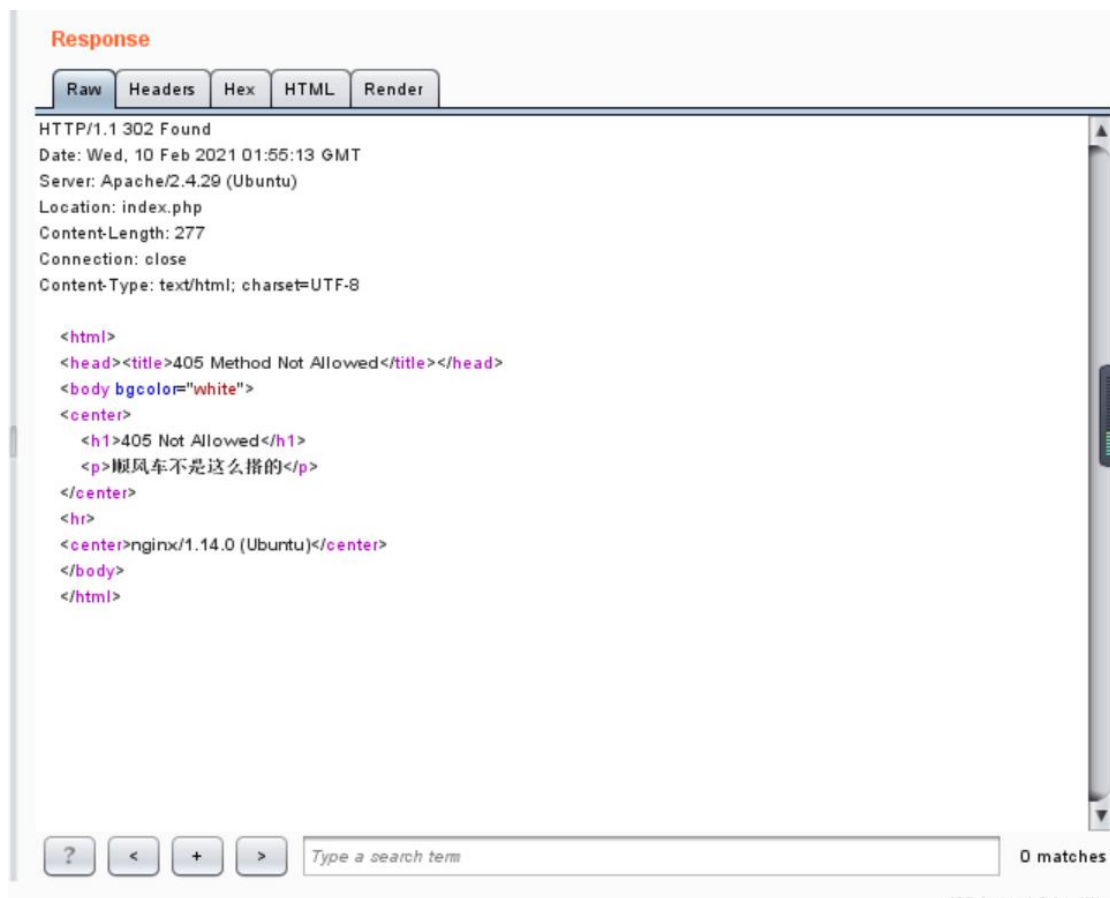 Response
Raw Headers Hex HTML Render
HTTP/1.1 302 Found
Date: Wed, 10 Feb 2021 01:55:13 GMT
Server: Apache/2.4.29 (Ubuntu)
Location: index.php
Content-Length: 277
Connection: close
Content-Type: text/html; charset=UTF-8
<html>
<head><title>405 Method Not Allowed</title></head>
<body bgcolor="white">
<center>
<h1>405 Not Allowed</h1>
<p>顺风车不是这么搭的</p>
</center>
<hr>
<center>nginx/1.14.0 (Ubuntu)</center>
</body>
</html>
? < + > Type a search term 0 matches